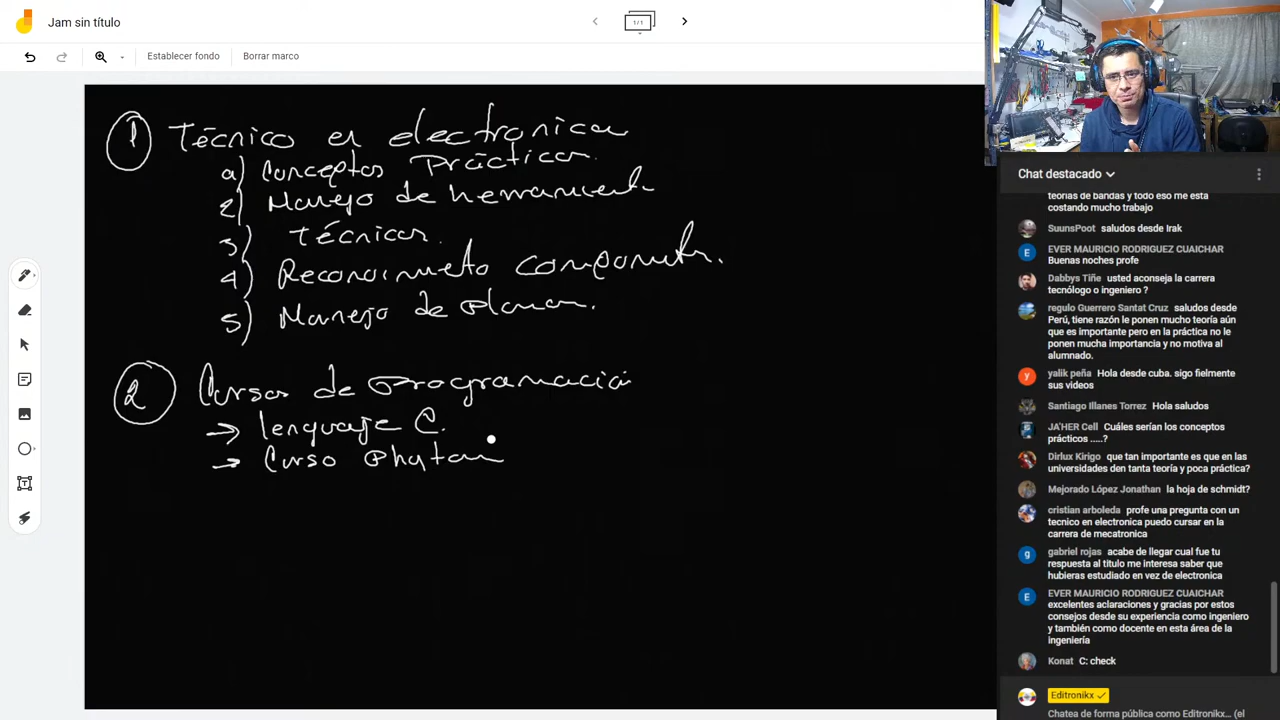 Jam sin título
1/1
Establecer fondo
Borrar marco
1 Técnico en electronica
a) Conceptos Prácticos.
2) Manejo de herramient
3) Técnicas.
4) Reconocimieto componentes.
5) Manejo de planos.
2 Curso de programación
→ lenguaje C.
→ Curso Phyton
Chat destacado
teorías de bandas y todo eso me esta
costando mucho trabajo
SuunsPoot saludos desde Irak
E EVER MAURICIO RODRIGUEZ CUAICHAR
Buenas noches profe
Dabbys Tiñe usted aconseja la carrera
tecnólogo o ingeniero ?
regulo Guerrero Santat Cruz saludos desde
Perú, tiene razón le ponen mucho teoría aún
que es importante pero en la práctica no le
ponen mucha importancia y no motiva al
alumnado.
y yalik peña Hola desde cuba. sigo fielmente
sus videos
Santiago Illanes Torrez Hola saludos
JA'HER Cell Cuáles serían los conceptos
prácticos .....?
Dirlux Kirigo que tan importante es que en las
universidades den tanta teoría y poca práctica?
Mejorado López Jonathan la hoja de schmidt?
cristian arboleda profe una pregunta con un
tecnico en electronica puedo cursar en la
carrera de mecatronica
g gabriel rojas acabe de llegar cual fue tu
respuesta al titulo me interesa saber que
hubieras estudiado en vez de electronica
E EVER MAURICIO RODRIGUEZ CUAICHAR
excelentes aclaraciones y gracias por estos
consejos desde su experiencia como ingeniero
y también como docente en esta área de la
ingeniería
Konat C: check
Editronikx
Chatea de forma pública como Editronikx... (el